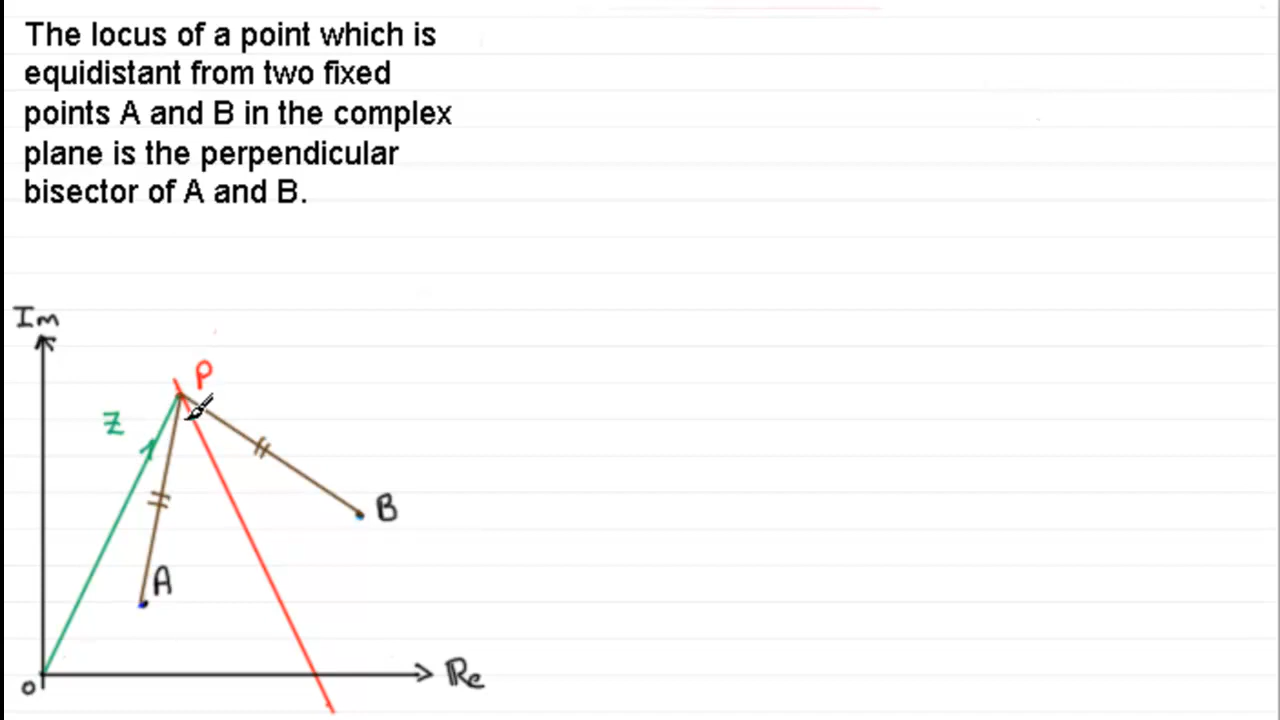 The locus of a point which is
equidistant from two fixed
points A and B in the complex
plane is the perpendicular
bisector of A and B.
Im
P
Z
B
A
Re
O